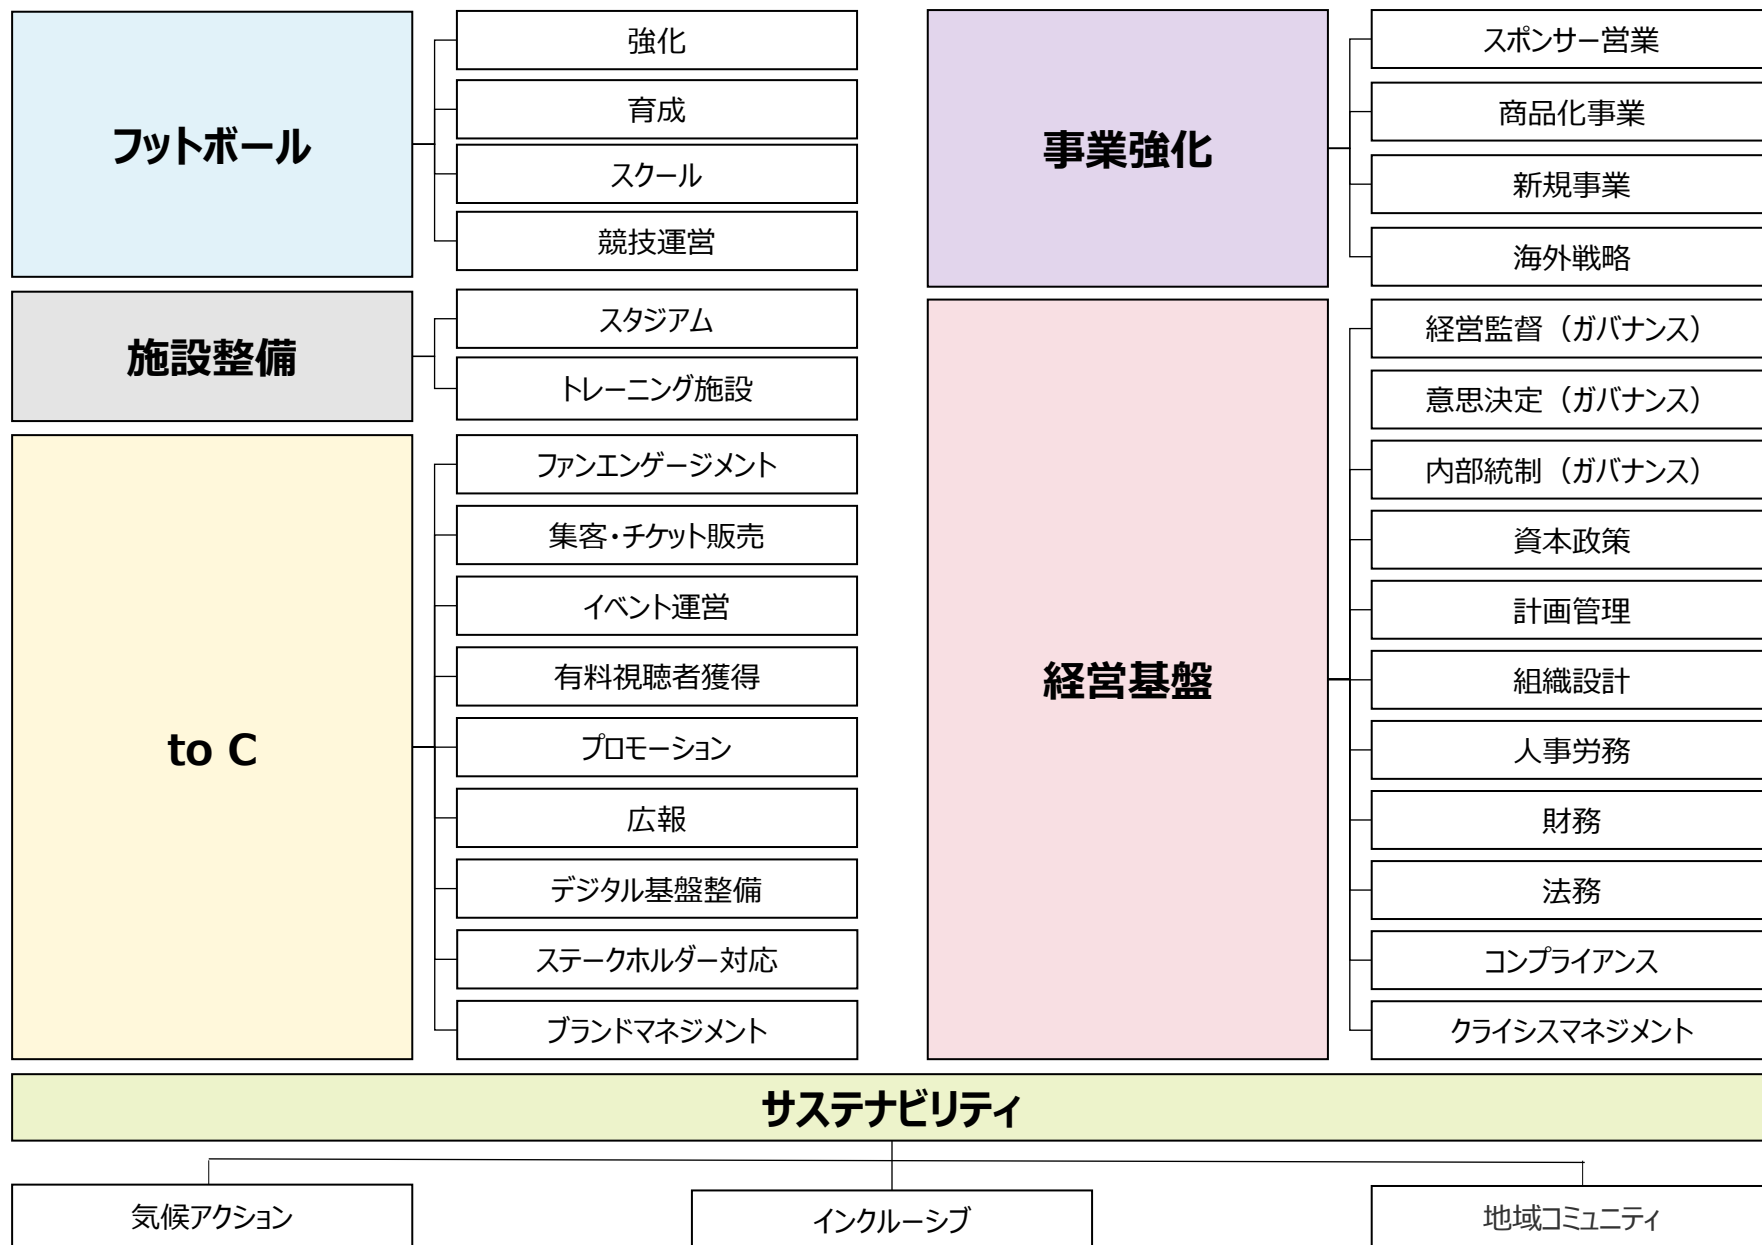 フットボール
強化
育成
スクール
競技運営
施設整備
スタジアム
トレーニング施設
to C
ファンエンゲージメント
集客・チケット販売
イベント運営
有料視聴者獲得
プロモーション
広報
デジタル基盤整備
ステークホルダー対応
ブランドマネジメント
事業強化
スポンサー営業
商品化事業
新規事業
海外戦略
経営基盤
経営監督（ガバナンス）
意思決定（ガバナンス）
内部統制（ガバナンス）
資本政策
計画管理
組織設計
人事労務
財務
法務
コンプライアンス
クライシスマネジメント
サステナビリティ
気候アクション
インクルーシブ
地域コミュニティ